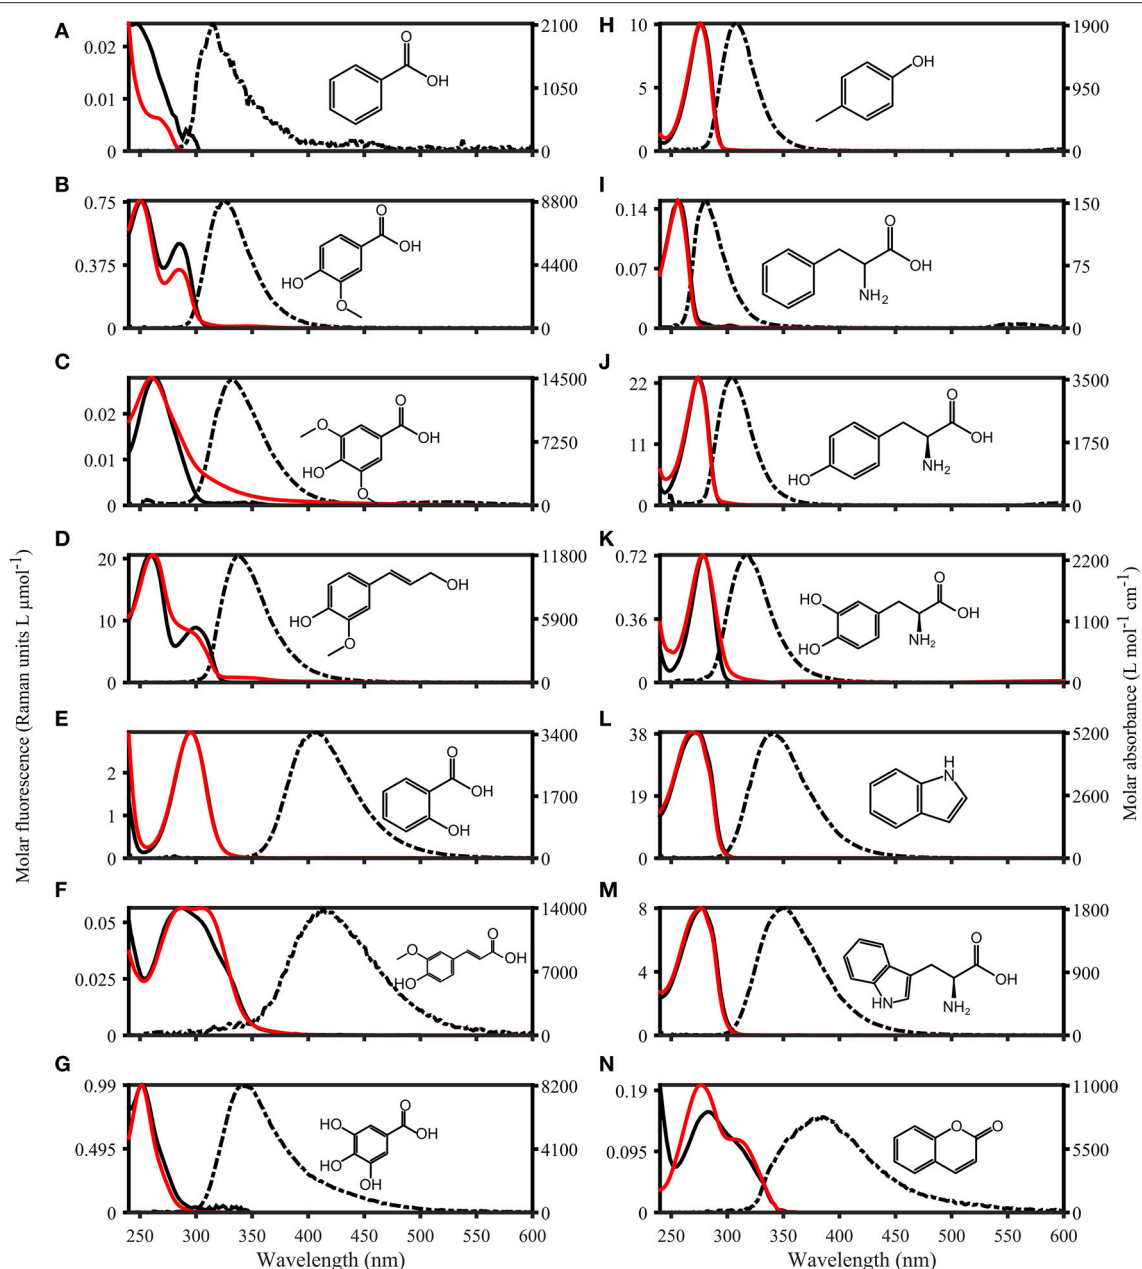 Molar fluorescence (Raman units L µmol⁻¹)
Molar absorbance (L mol⁻¹ cm⁻¹)
A
0.02
0.01
0
2100
1050
0
O
OH
B
0.75
0.375
0
8800
4400
0
O
OH
HO
O
C
0.02
0.01
0
14500
7250
0
O
O
OH
HO
O
D
20
10
0
11800
5900
0
OH
HO
O
E
2
1
0
3400
1700
0
O
OH
OH
F
0.05
0.025
0
14000
7000
0
O
O
OH
HO
G
0.99
0.495
0
8200
4100
0
O
HO
OH
HO
OH
250 300 350 400 450 500 550 600
Wavelength (nm)
H
10
5
0
1900
950
0
OH
I
0.14
0.07
0
150
75
0
O
OH
NH₂
J
22
11
0
3500
1750
0
O
OH
NH₂
HO
K
0.72
0.36
0
2200
1100
0
O
HO
OH
NH₂
HO
L
38
19
0
5200
2600
0
H
N
M
8
4
0
1800
900
0
O
OH
HN
NH₂
N
0.19
0.095
0
11000
5500
0
O
O
250 300 350 400 450 500 550 600
Wavelength (nm)